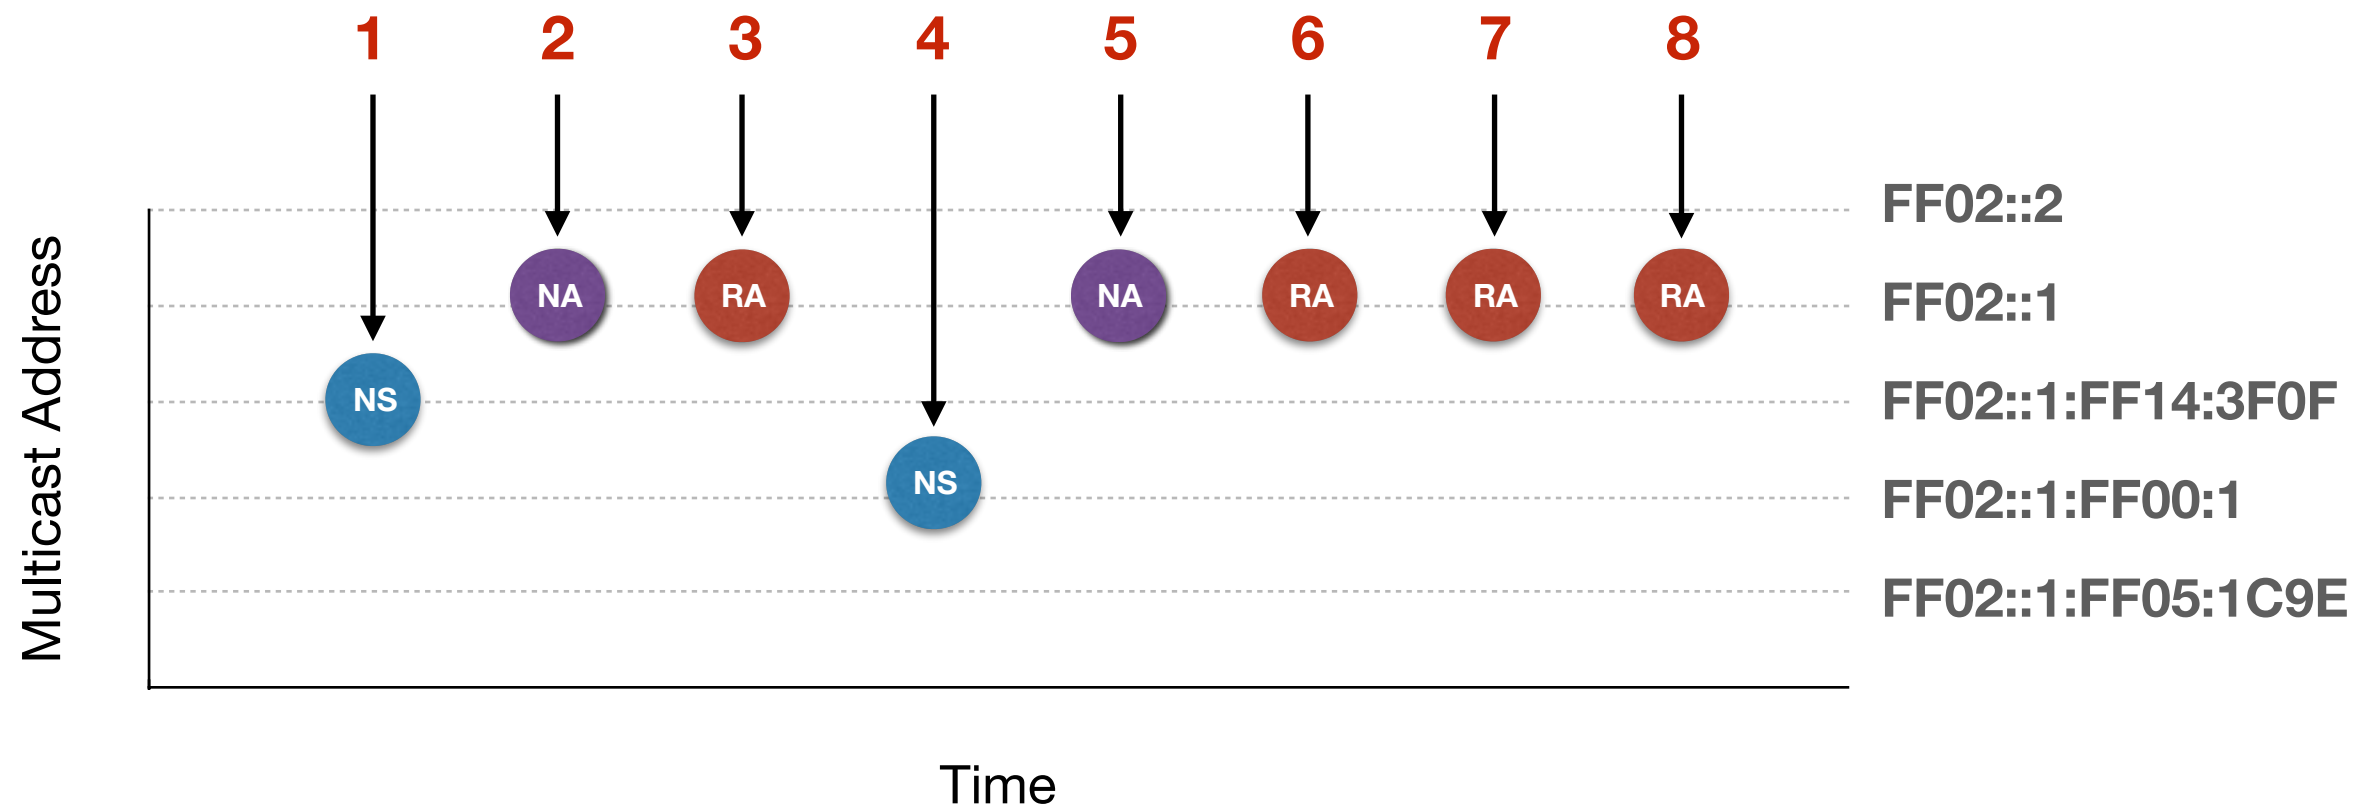 1 2 3 4 5 6 7 8
FF02::2
NA RA NA RA RA RA FF02::1
NS FF02::1:FF14:3F0F
NS FF02::1:FF00:1
FF02::1:FF05:1C9E
Multicast Address
Time